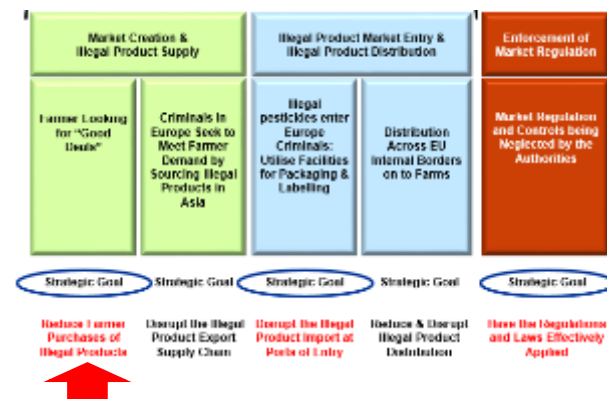 Market Creation &
Illegal Product Supply
Illegal Product Market Entry &
Illegal Product Distribution
Enforcement of
Market Regulation
Farmer Looking
for "Good
Deals"
Criminals in
Europe Seek to
Meet Farmer
Demand by
Sourcing Illegal
Products in
Asia
Illegal
pesticides enter
Europe
Criminals:
Utilise Facilities
for Packaging &
Labelling
Distribution
Across EU
Internal Borders
on to Farms
Market Regulation
and Controls being
Neglected by the
Authorities
Strategic Goal
Strategic Goal
Strategic Goal
Strategic Goal
Strategic Goal
Reduce Farmer
Purchases of
Illegal Products
Disrupt the Illegal
Product Export
Supply Chain
Disrupt the Illegal
Product Import at
Ports of Entry
Reduce & Disrupt
Illegal Product
Distribution
Have the Regulations
and Laws Effectively
Applied